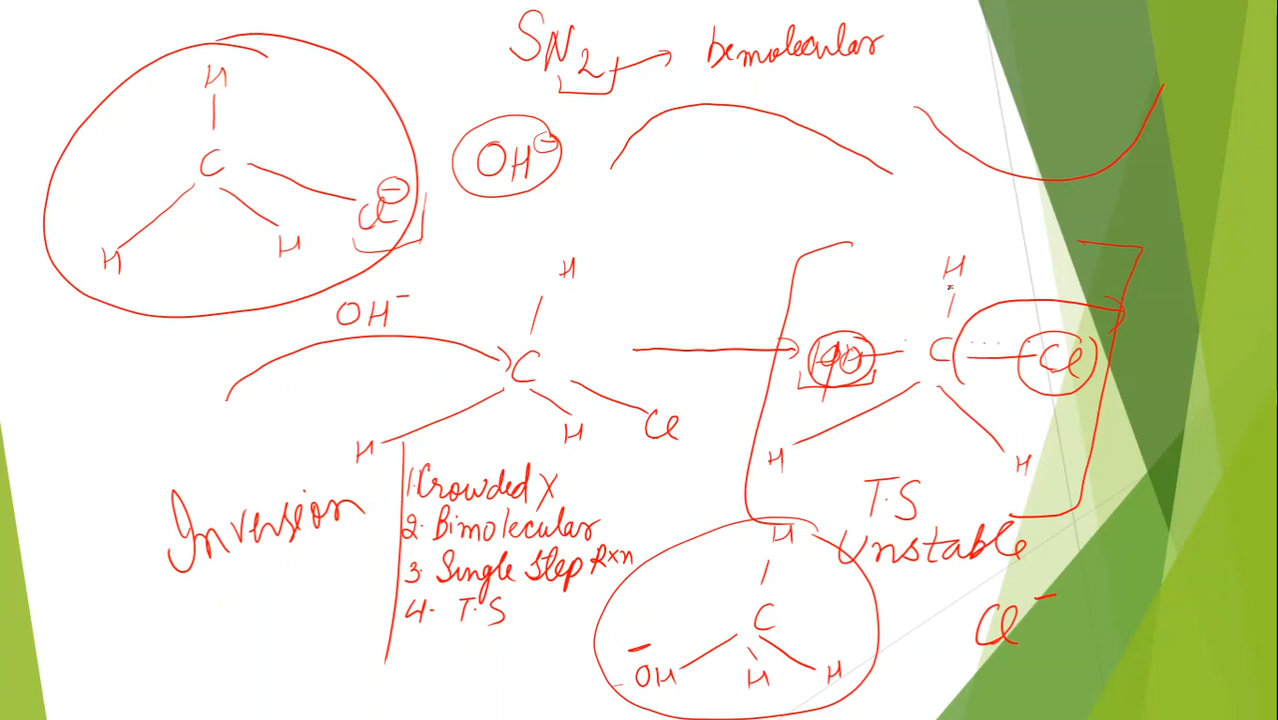 SN2 → bimolecular
H
C
H
H
Cl⊖
OH⊖
OH⁻
H
C
H
H
Cl
H
HO
C
Cl
H
H
T.S
Unstable
Cl⁻
Inversion
1. Crowded X
2. Bimolecular
3. Single Step Rxn
4. T.S
H
C
OH
H
H